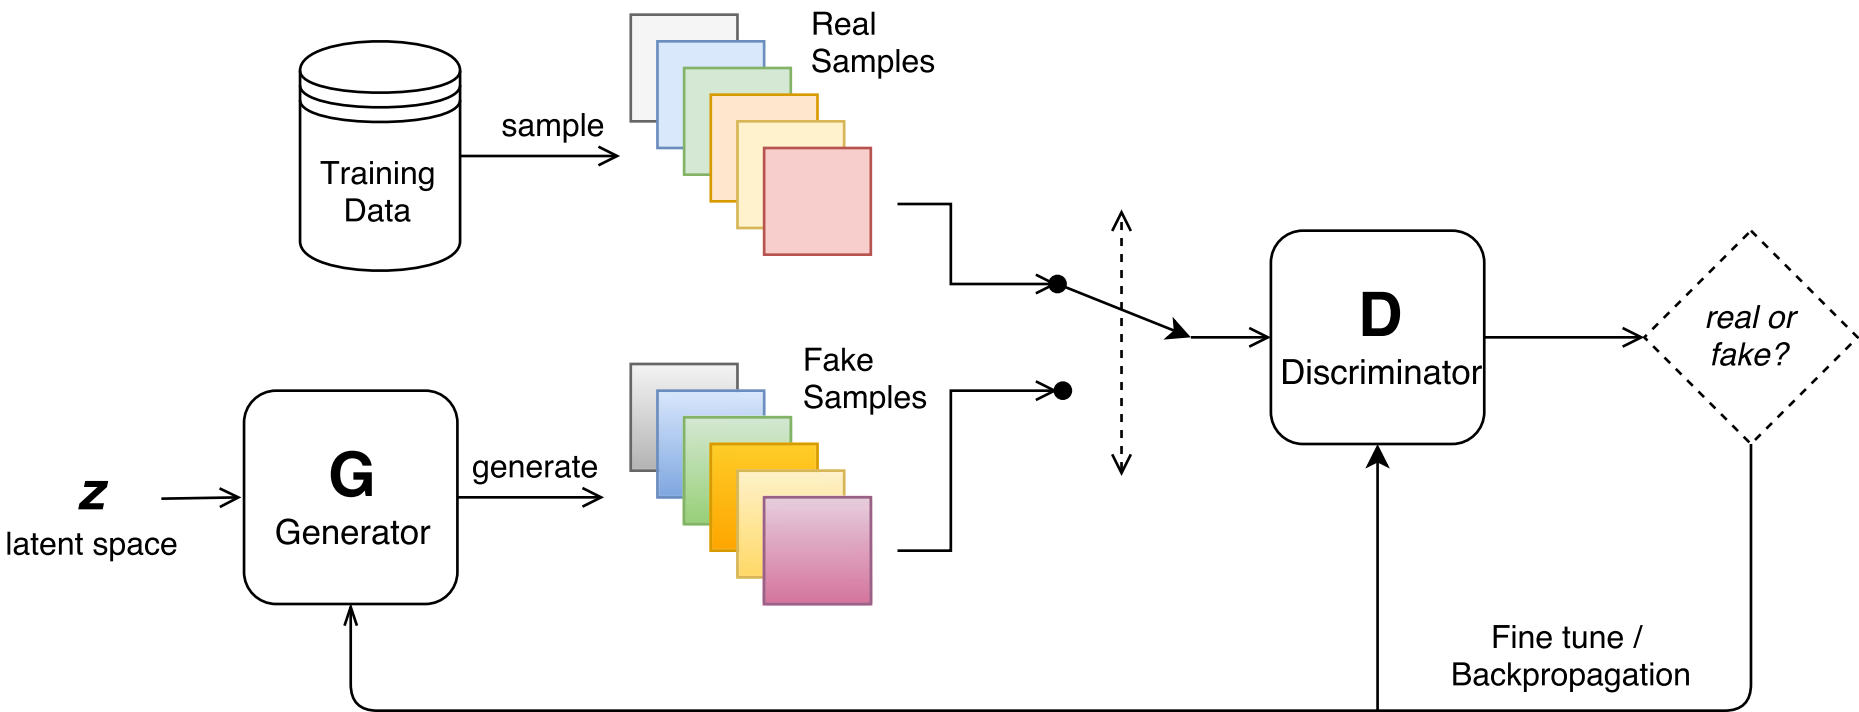 Real
Samples
sample
Training
Data
Fake
Samples
generate
z
latent space
G
Generator
D
Discriminator
real or
fake?
Fine tune /
Backpropagation